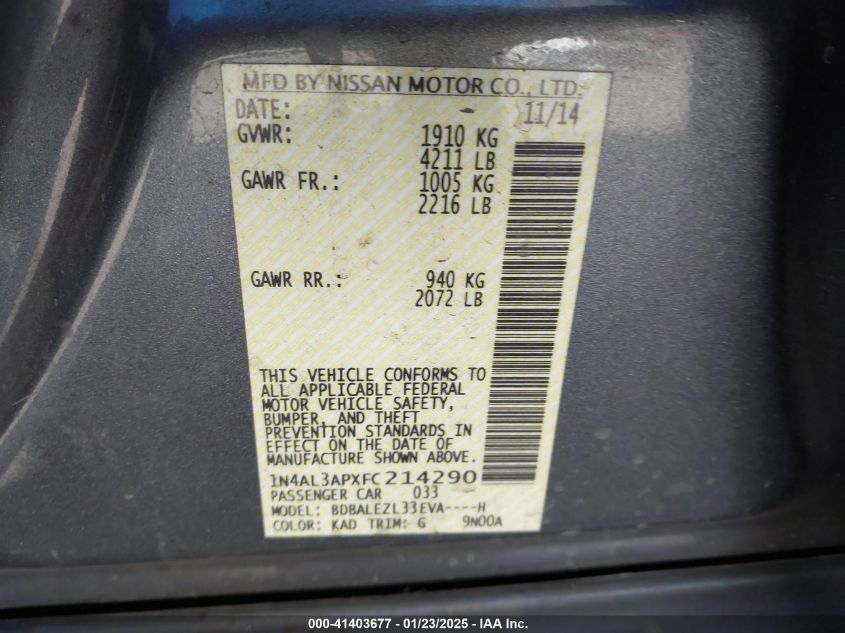 MFD BY NISSAN MOTOR CO., LTD.
DATE: 11/14
GVWR: 1910 KG
4211 LB
GAWR FR.: 1005 KG
2216 LB
GAWR RR.: 940 KG
2072 LB
THIS VEHICLE CONFORMS TO
ALL APPLICABLE FEDERAL
MOTOR VEHICLE SAFETY,
BUMPER, AND THEFT
PREVENTION STANDARDS IN
EFFECT ON THE DATE OF
MANUFACTURE SHOWN ABOVE.
1N4AL3APXFC214290
PASSENGER CAR 033
MODEL: BDBALEZL33EVA----H
COLOR: KAD TRIM: G 9N00A
000-41403677 - 01/23/2025 - IAA Inc.